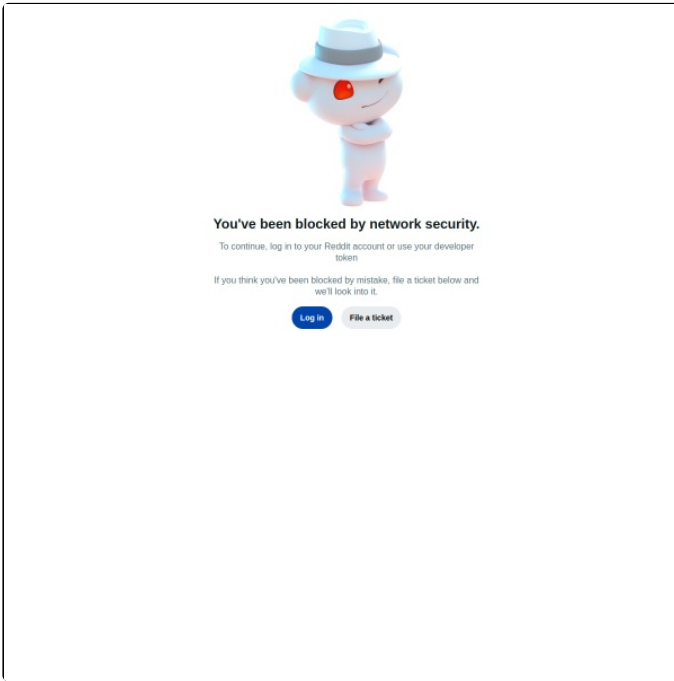 You've been blocked by network security.
To continue, log in to your Reddit account or use your developer
token
If you think you've been blocked by mistake, file a ticket below and
we'll look into it.
Log in
File a ticket